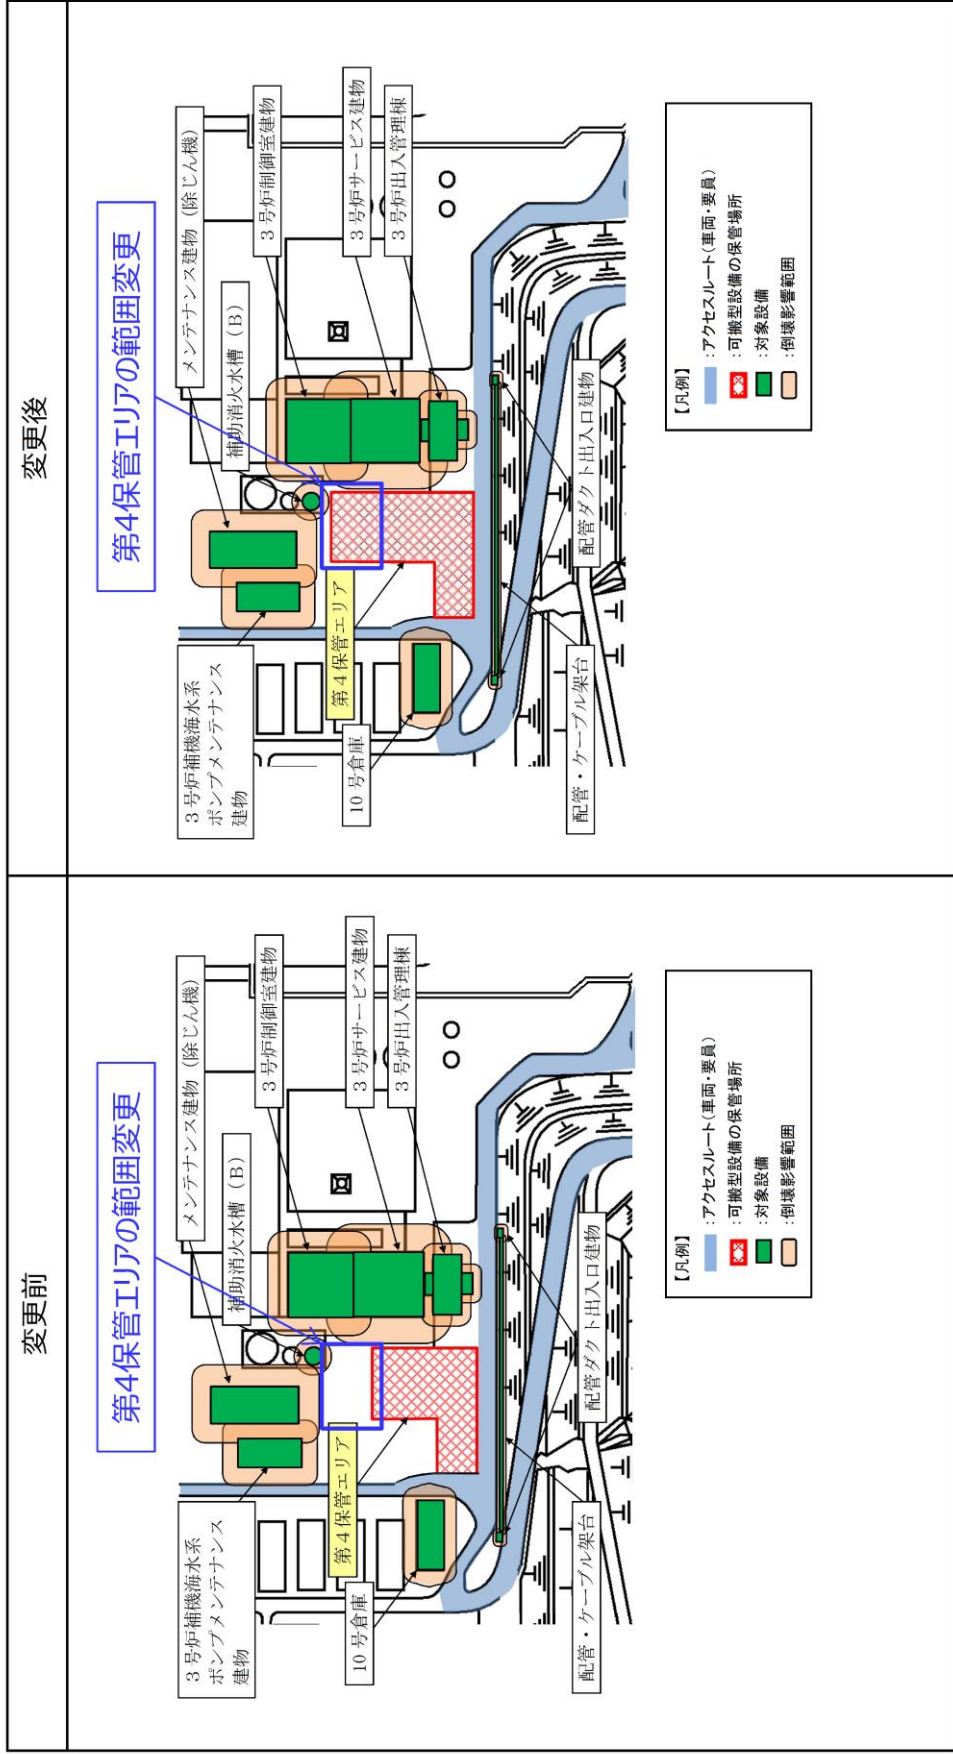 変更前
第4保管エリアの範囲変更
メンテナンス建物（除じん機）
補助消火水槽（B）
3号炉制御室建物
3号炉サービス建物
3号炉出入管理棟
3号炉補機海水系
ポンプメンテナンス
建物
第4保管エリア
10号倉庫
配管・ケーブル架台
配管ダクト出入口建物
【凡例】
：アクセスルート（車両・要員）
：可搬型設備の保管場所
：対象設備
：倒壊影響範囲
変更後
第4保管エリアの範囲変更
メンテナンス建物（除じん機）
補助消火水槽（B）
3号炉制御室建物
3号炉サービス建物
3号炉出入管理棟
3号炉補機海水系
ポンプメンテナンス
建物
第4保管エリア
10号倉庫
配管・ケーブル架台
配管ダクト出入口建物
【凡例】
：アクセスルート（車両・要員）
：可搬型設備の保管場所
：対象設備
：倒壊影響範囲